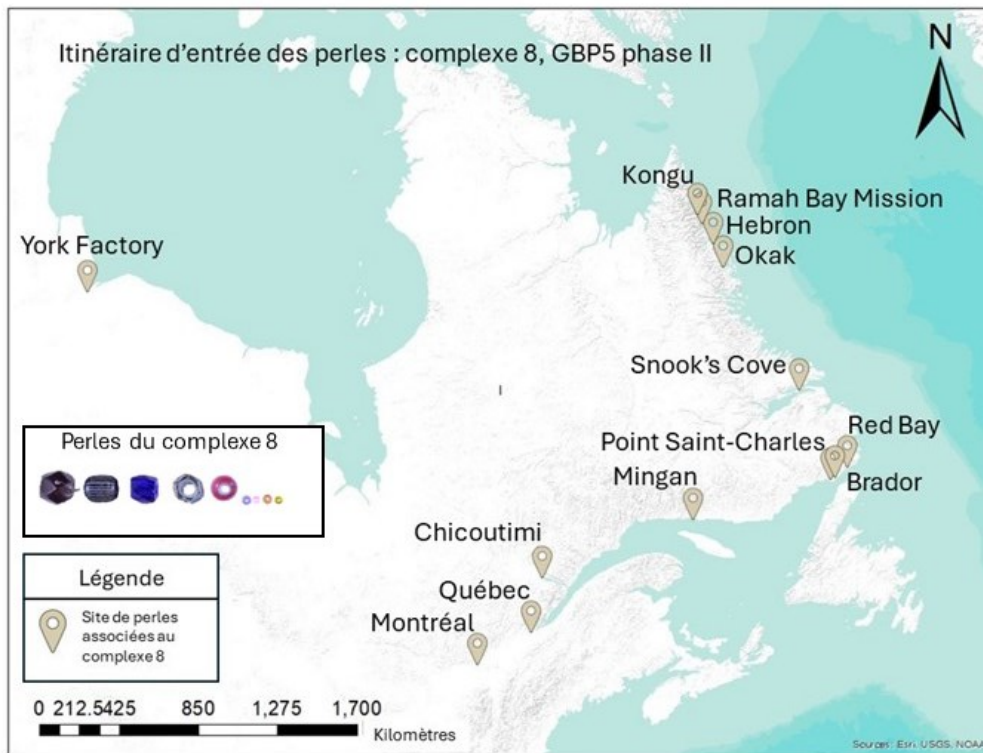 Itinéraire d'entrée des perles : complexe 8, GBP5 phase II
N
Kongu
Ramah Bay Mission
Hebron
Okak
York Factory
Snook's Cove
Red Bay
Point Saint-Charles
Mingan
Brador
Perles du complexe 8
Chicoutimi
Québec
Montréal
Légende
Site de perles
associées au
complexe 8
0 212.5425 850 1,275 1,700
Kilomètres
Sources: Esri, USGS, NOAA